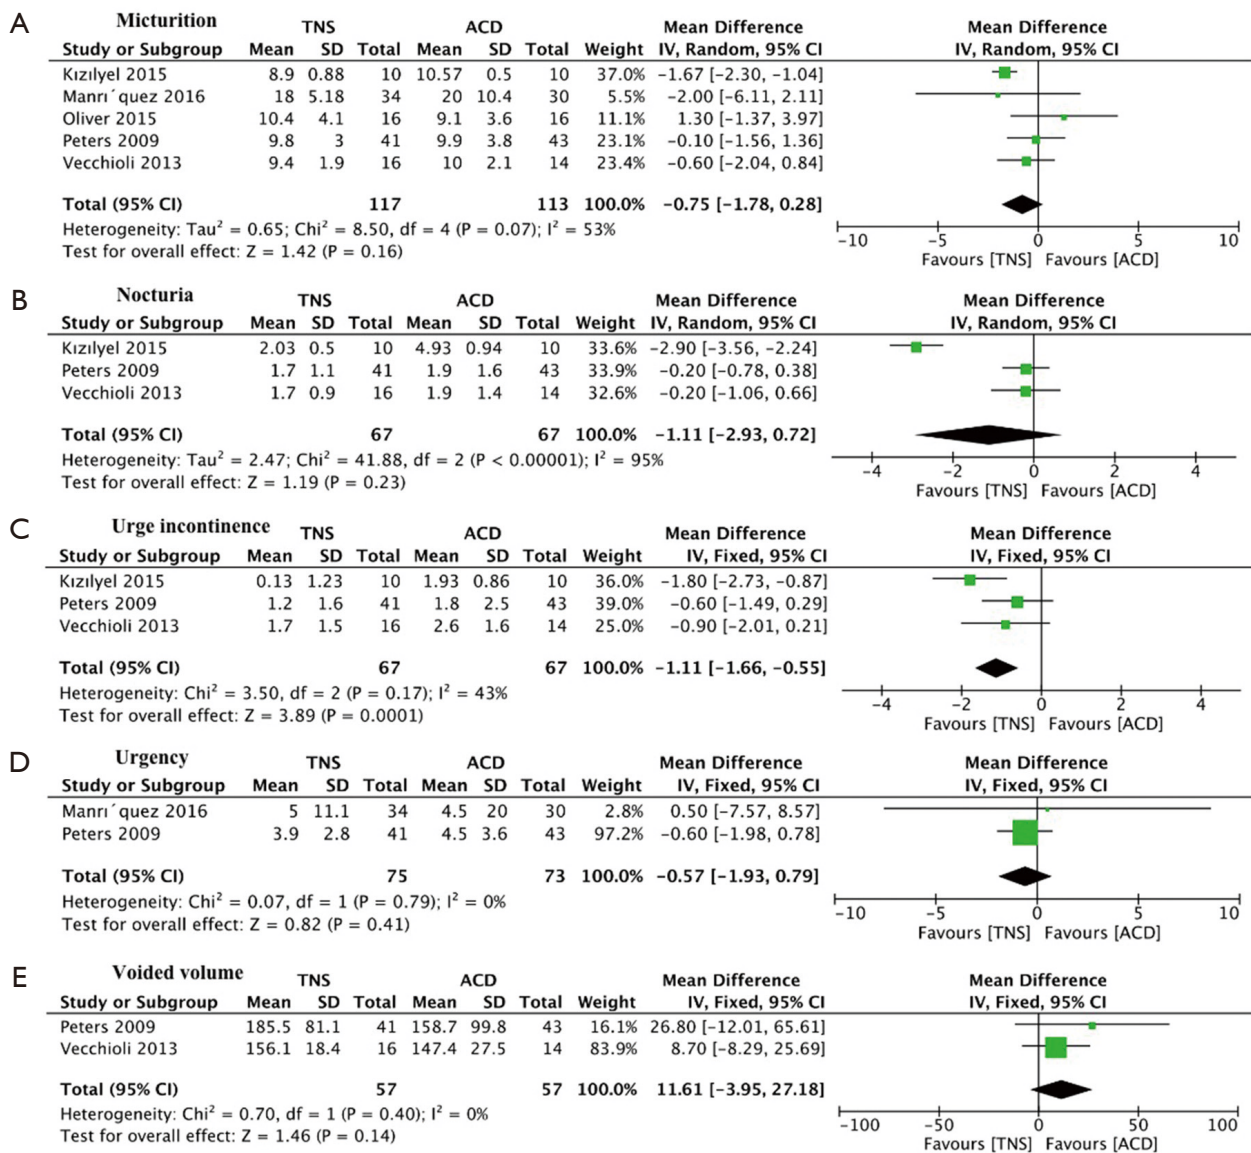 A Micturition
TNS ACD Mean Difference Mean Difference
Study or Subgroup Mean SD Total Mean SD Total Weight IV, Random, 95% CI IV, Random, 95% CI
Kızılyel 2015 8.9 0.88 10 10.57 0.5 10 37.0% −1.67 [−2.30, −1.04]
Manrı´quez 2016 18 5.18 34 20 10.4 30 5.5% −2.00 [−6.11, 2.11]
Oliver 2015 10.4 4.1 16 9.1 3.6 16 11.1% 1.30 [−1.37, 3.97]
Peters 2009 9.8 3 41 9.9 3.8 43 23.1% −0.10 [−1.56, 1.36]
Vecchioli 2013 9.4 1.9 16 10 2.1 14 23.4% −0.60 [−2.04, 0.84]
Total (95% CI) 117 113 100.0% −0.75 [−1.78, 0.28]
Heterogeneity: Tau² = 0.65; Chi² = 8.50, df = 4 (P = 0.07); I² = 53%
Test for overall effect: Z = 1.42 (P = 0.16)
−10 −5 0 5 10
Favours [TNS] Favours [ACD]
B Nocturia
TNS ACD Mean Difference Mean Difference
Study or Subgroup Mean SD Total Mean SD Total Weight IV, Random, 95% CI IV, Random, 95% CI
Kızılyel 2015 2.03 0.5 10 4.93 0.94 10 33.6% −2.90 [−3.56, −2.24]
Peters 2009 1.7 1.1 41 1.9 1.6 43 33.9% −0.20 [−0.78, 0.38]
Vecchioli 2013 1.7 0.9 16 1.9 1.4 14 32.6% −0.20 [−1.06, 0.66]
Total (95% CI) 67 67 100.0% −1.11 [−2.93, 0.72]
Heterogeneity: Tau² = 2.47; Chi² = 41.88, df = 2 (P < 0.00001); I² = 95%
Test for overall effect: Z = 1.19 (P = 0.23)
−4 −2 0 2 4
Favours [TNS] Favours [ACD]
C Urge incontinence
TNS ACD Mean Difference Mean Difference
Study or Subgroup Mean SD Total Mean SD Total Weight IV, Fixed, 95% CI IV, Fixed, 95% CI
Kızılyel 2015 0.13 1.23 10 1.93 0.86 10 36.0% −1.80 [−2.73, −0.87]
Peters 2009 1.2 1.6 41 1.8 2.5 43 39.0% −0.60 [−1.49, 0.29]
Vecchioli 2013 1.7 1.5 16 2.6 1.6 14 25.0% −0.90 [−2.01, 0.21]
Total (95% CI) 67 67 100.0% −1.11 [−1.66, −0.55]
Heterogeneity: Chi² = 3.50, df = 2 (P = 0.17); I² = 43%
Test for overall effect: Z = 3.89 (P = 0.0001)
−4 −2 0 2 4
Favours [TNS] Favours [ACD]
D Urgency
TNS ACD Mean Difference Mean Difference
Study or Subgroup Mean SD Total Mean SD Total Weight IV, Fixed, 95% CI IV, Fixed, 95% CI
Manrı´quez 2016 5 11.1 34 4.5 20 30 2.8% 0.50 [−7.57, 8.57]
Peters 2009 3.9 2.8 41 4.5 3.6 43 97.2% −0.60 [−1.98, 0.78]
Total (95% CI) 75 73 100.0% −0.57 [−1.93, 0.79]
Heterogeneity: Chi² = 0.07, df = 1 (P = 0.79); I² = 0%
Test for overall effect: Z = 0.82 (P = 0.41)
−10 −5 0 5 10
Favours [TNS] Favours [ACD]
E Voided volume
TNS ACD Mean Difference Mean Difference
Study or Subgroup Mean SD Total Mean SD Total Weight IV, Fixed, 95% CI IV, Fixed, 95% CI
Peters 2009 185.5 81.1 41 158.7 99.8 43 16.1% 26.80 [−12.01, 65.61]
Vecchioli 2013 156.1 18.4 16 147.4 27.5 14 83.9% 8.70 [−8.29, 25.69]
Total (95% CI) 57 57 100.0% 11.61 [−3.95, 27.18]
Heterogeneity: Chi² = 0.70, df = 1 (P = 0.40); I² = 0%
Test for overall effect: Z = 1.46 (P = 0.14)
−100 −50 0 50 100
Favours [TNS] Favours [ACD]